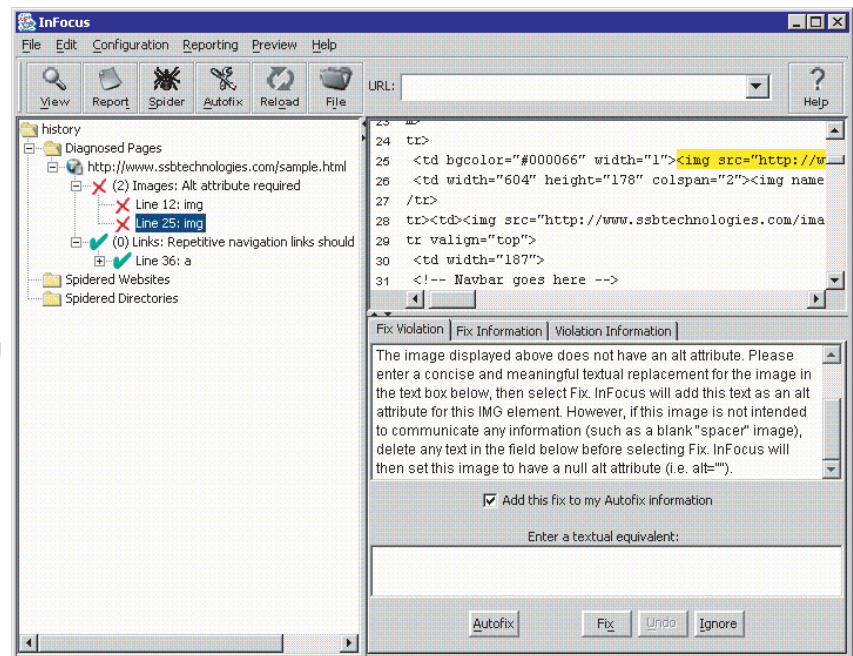 InFocus
File Edit Configuration Reporting Preview Help
View Report Spider Autofix Reload File URL: Help
history
Diagnosed Pages
http://www.ssbtechnologies.com/sample.html
(2) Images: Alt attribute required
Line 12: img
Line 25: img
(0) Links: Repetitive navigation links should
Line 36: a
Spidered Websites
Spidered Directories
23
24 tr>
25 <td bgcolor="#000066" width="1"><img src="http://w
26 <td width="604" height="178" colspan="2"><img name
27 /tr>
28 tr><td><img src="http://www.ssbtechnologies.com/ima
29 tr valign="top">
30 <td width="187">
31 <!-- Navbar goes here -->
Fix Violation Fix Information Violation Information
The image displayed above does not have an alt attribute. Please
enter a concise and meaningful textual replacement for the image in
the text box below, then select Fix. InFocus will add this text as an alt
attribute for this IMG element. However, if this image is not intended
to communicate any information (such as a blank "spacer" image),
delete any text in the field below before selecting Fix. InFocus will
then set this image to have a null alt attribute (i.e. alt="").
Add this fix to my Autofix information
Enter a textual equivalent:
Autofix Fix Undo Ignore